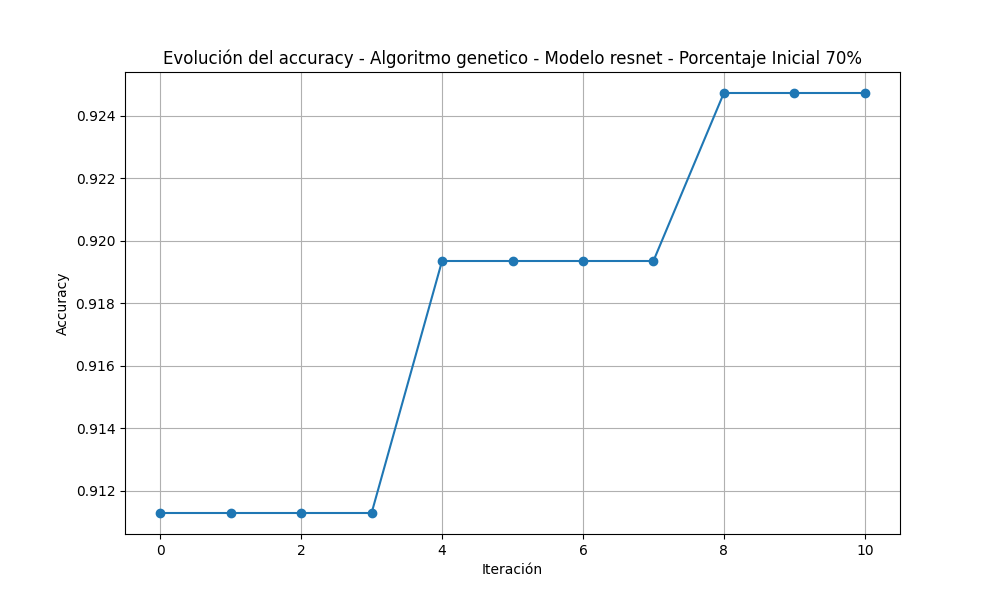 Evolución del accuracy - Algoritmo genetico - Modelo resnet - Porcentaje Inicial 70%
0.924
0.922
0.920
0.918
0.916
0.914
0.912
Accuracy
0 2 4 6 8 10
Iteración